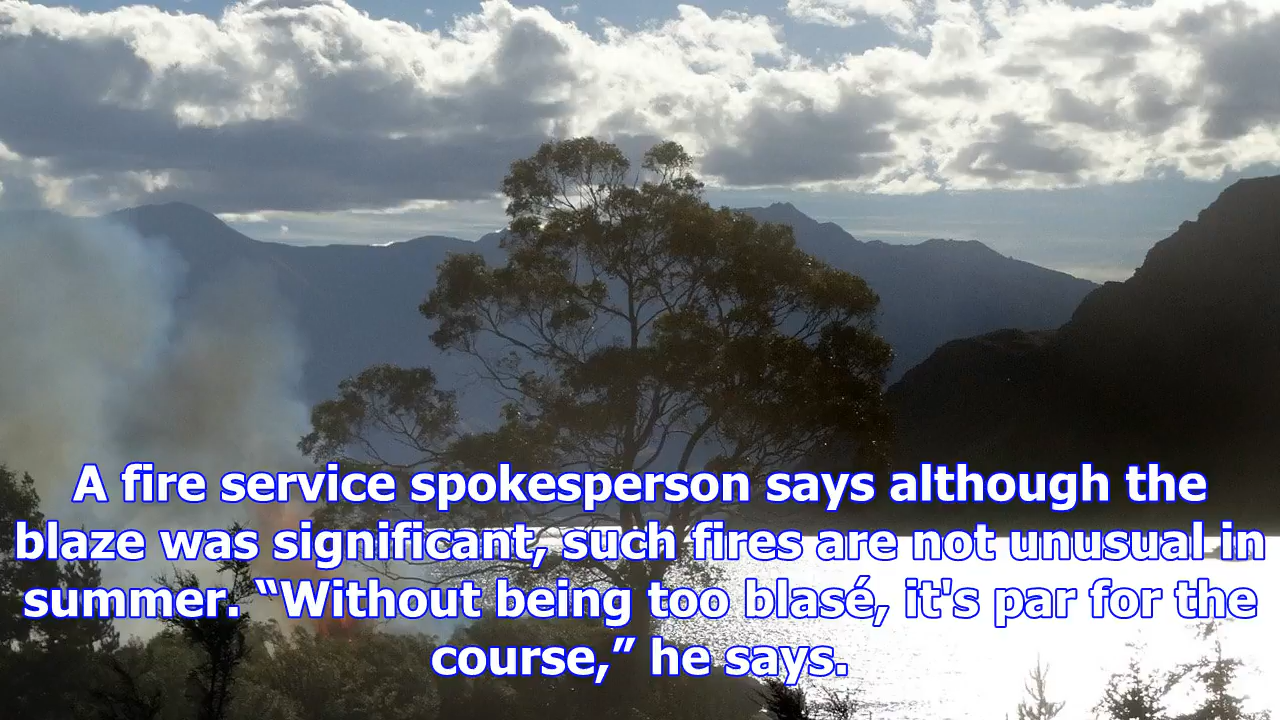 A fire service spokesperson says although the
blaze was significant, such fires are not unusual in
summer. “Without being too blasé, it's par for the
course,” he says.